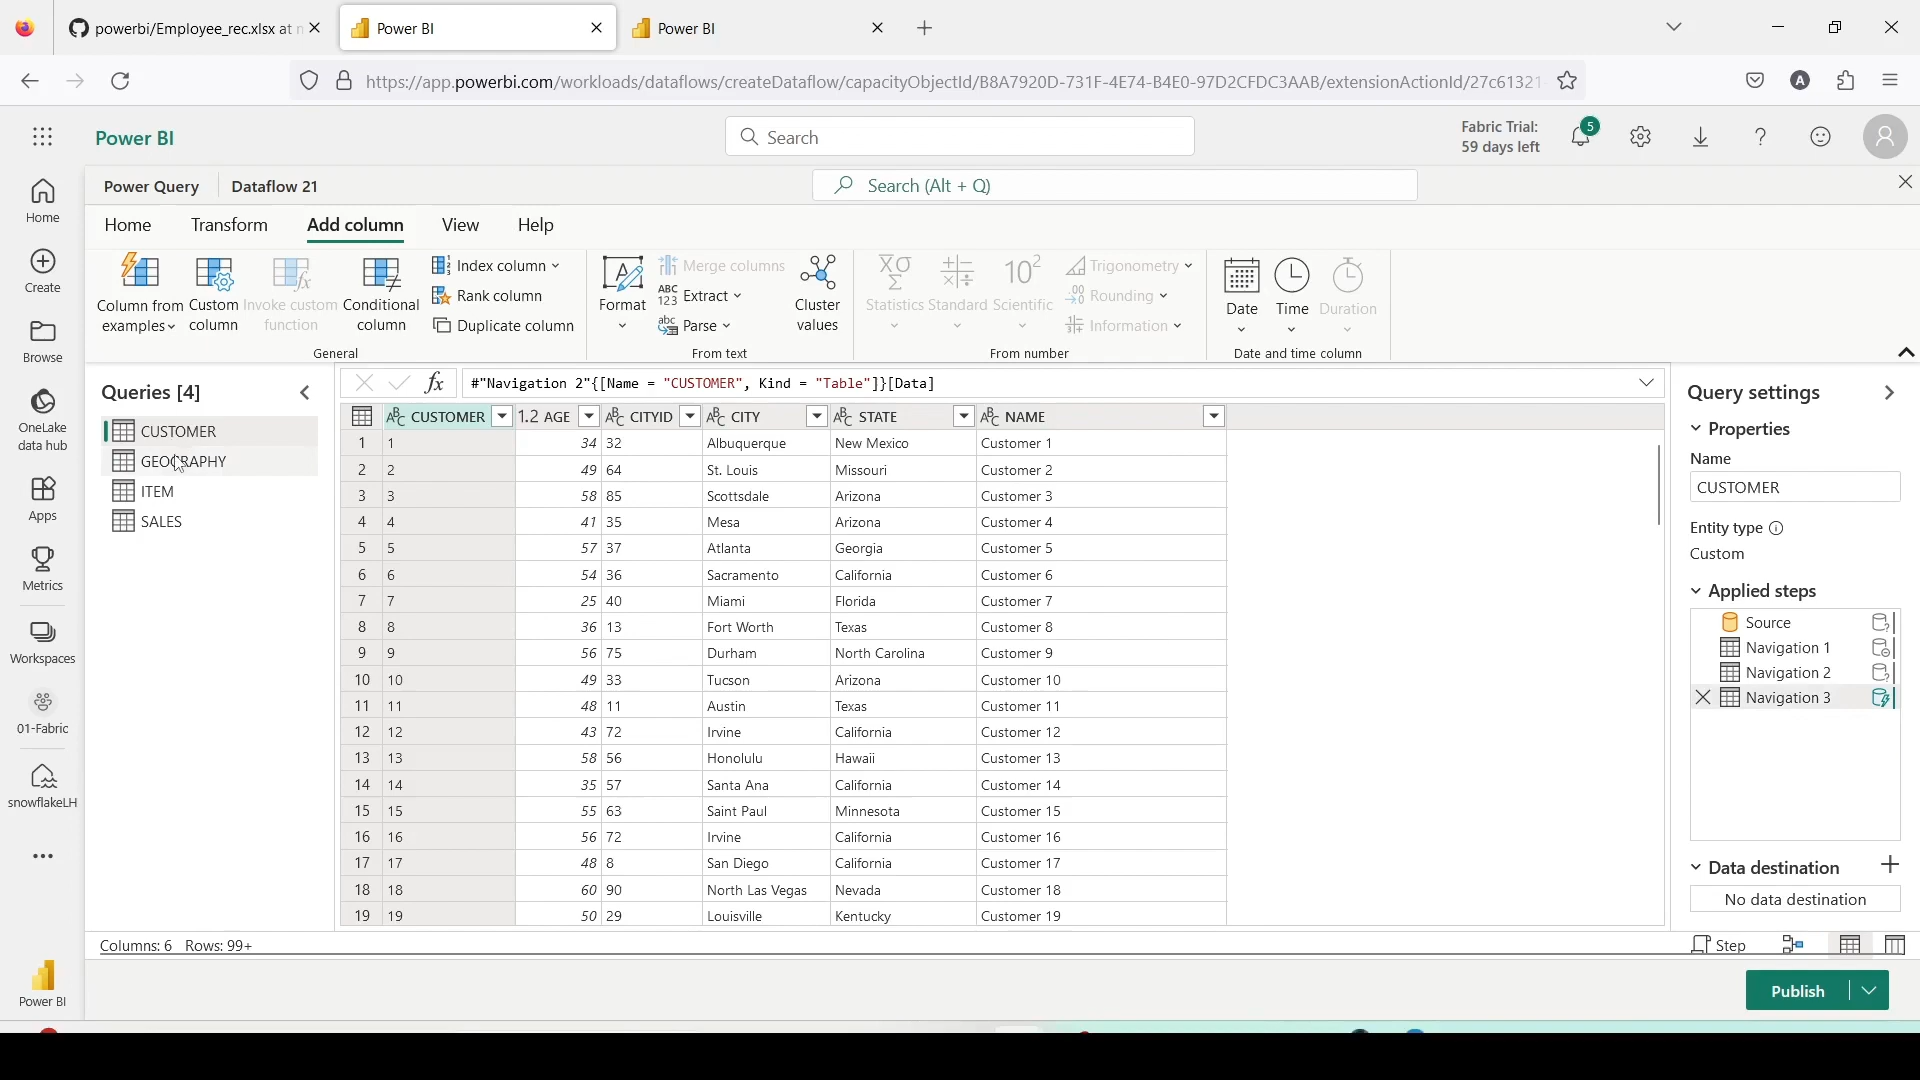 powerbi/Employee_rec.xlsx at n
Power BI
Power BI
https://app.powerbi.com/workloads/dataflows/createDataflow/capacityObjectId/B8A7920D-731F-4E74-B4E0-97D2CFDC3AAB/extensionActionId/27c61321
A
Power BI
Search
Fabric Trial:
59 days left
5
Power Query
Dataflow 21
Search (Alt + Q)
Home
Create
Browse
OneLake
data hub
Apps
Metrics
Workspaces
01-Fabric
snowflakeLH
Power BI
Home Transform Add column View Help
Column from
examples
Custom
column
Invoke custom
function
Conditional
column
Index column
Rank column
Duplicate column
General
Format
Merge columns
Extract
Parse
Cluster
values
From text
Statistics
Standard
Scientific
Trigonometry
Rounding
Information
From number
Date
Time
Duration
Date and time column
Queries [4]
CUSTOMER
GEOGRAPHY
ITEM
SALES
fx #"Navigation 2"{[Name = "CUSTOMER", Kind = "Table"]}[Data]
CUSTOMER 1.2 AGE CITYID CITY STATE NAME
1 1 34 32 Albuquerque New Mexico Customer 1
2 2 49 64 St. Louis Missouri Customer 2
3 3 58 85 Scottsdale Arizona Customer 3
4 4 41 35 Mesa Arizona Customer 4
5 5 57 37 Atlanta Georgia Customer 5
6 6 54 36 Sacramento California Customer 6
7 7 25 40 Miami Florida Customer 7
8 8 36 13 Fort Worth Texas Customer 8
9 9 56 75 Durham North Carolina Customer 9
10 10 49 33 Tucson Arizona Customer 10
11 11 48 11 Austin Texas Customer 11
12 12 43 72 Irvine California Customer 12
13 13 58 56 Honolulu Hawaii Customer 13
14 14 35 57 Santa Ana California Customer 14
15 15 55 63 Saint Paul Minnesota Customer 15
16 16 56 72 Irvine California Customer 16
17 17 48 8 San Diego California Customer 17
18 18 60 90 North Las Vegas Nevada Customer 18
19 19 50 29 Louisville Kentucky Customer 19
Query settings
Properties
Name
CUSTOMER
Entity type
Custom
Applied steps
Source
Navigation 1
Navigation 2
Navigation 3
Data destination
No data destination
Columns: 6 Rows: 99+
Step
Publish